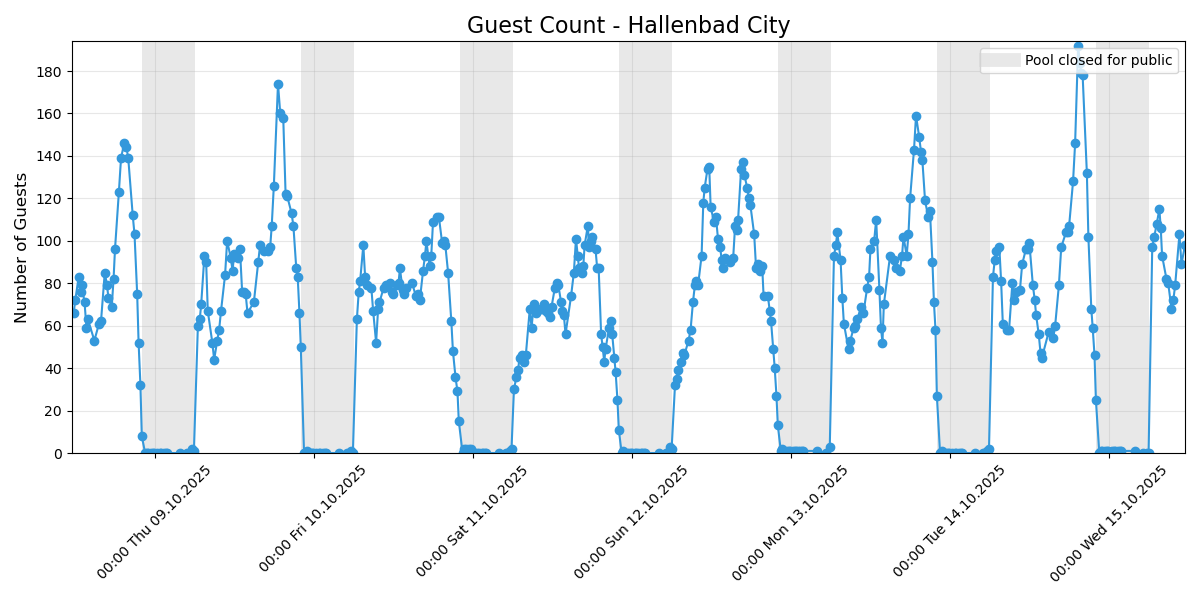 Guest Count - Hallenbad City
Pool closed for public
Number of Guests
180
160
140
120
100
80
60
40
20
0
00:00 Thu 09.10.2025
00:00 Fri 10.10.2025
00:00 Sat 11.10.2025
00:00 Sun 12.10.2025
00:00 Mon 13.10.2025
00:00 Tue 14.10.2025
00:00 Wed 15.10.2025